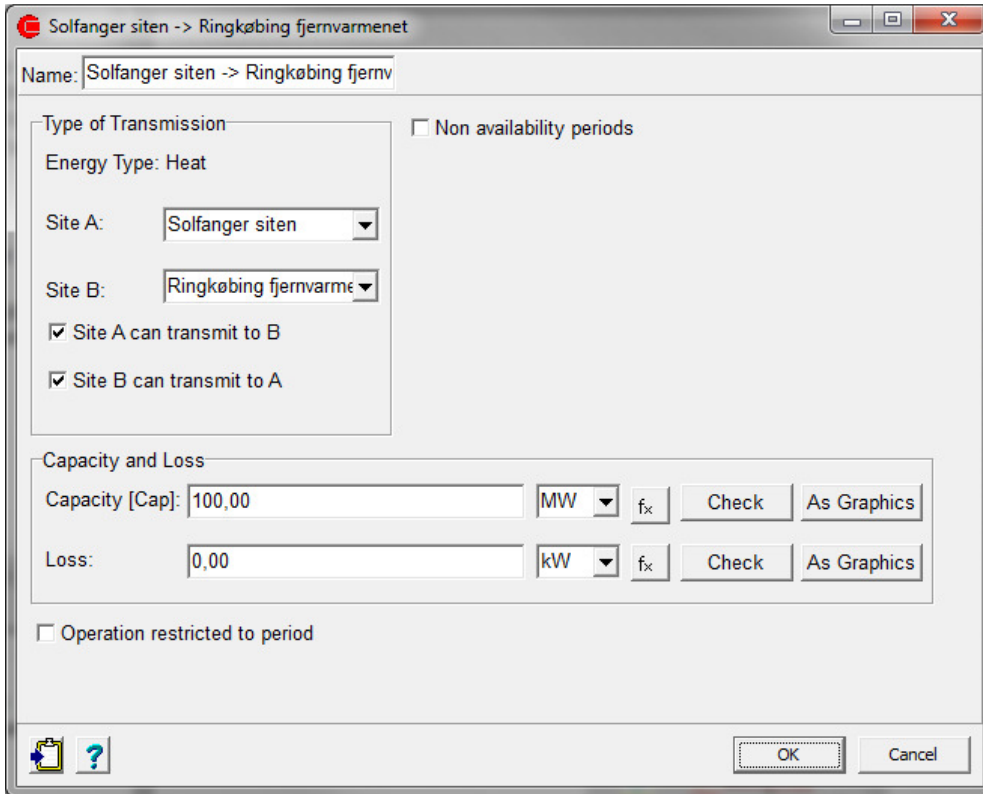 Solfanger siten -> Ringkøbing fjernvarmenet
Name: Solfanger siten -> Ringkøbing fjernv
Type of Transmission
Non availability periods
Energy Type: Heat
Site A: Solfanger siten
Site B: Ringkøbing fjernvarme
Site A can transmit to B
Site B can transmit to A
Capacity and Loss
Capacity [Cap]: 100,00 MW fx Check As Graphics
Loss: 0,00 kW fx Check As Graphics
Operation restricted to period
? OK Cancel